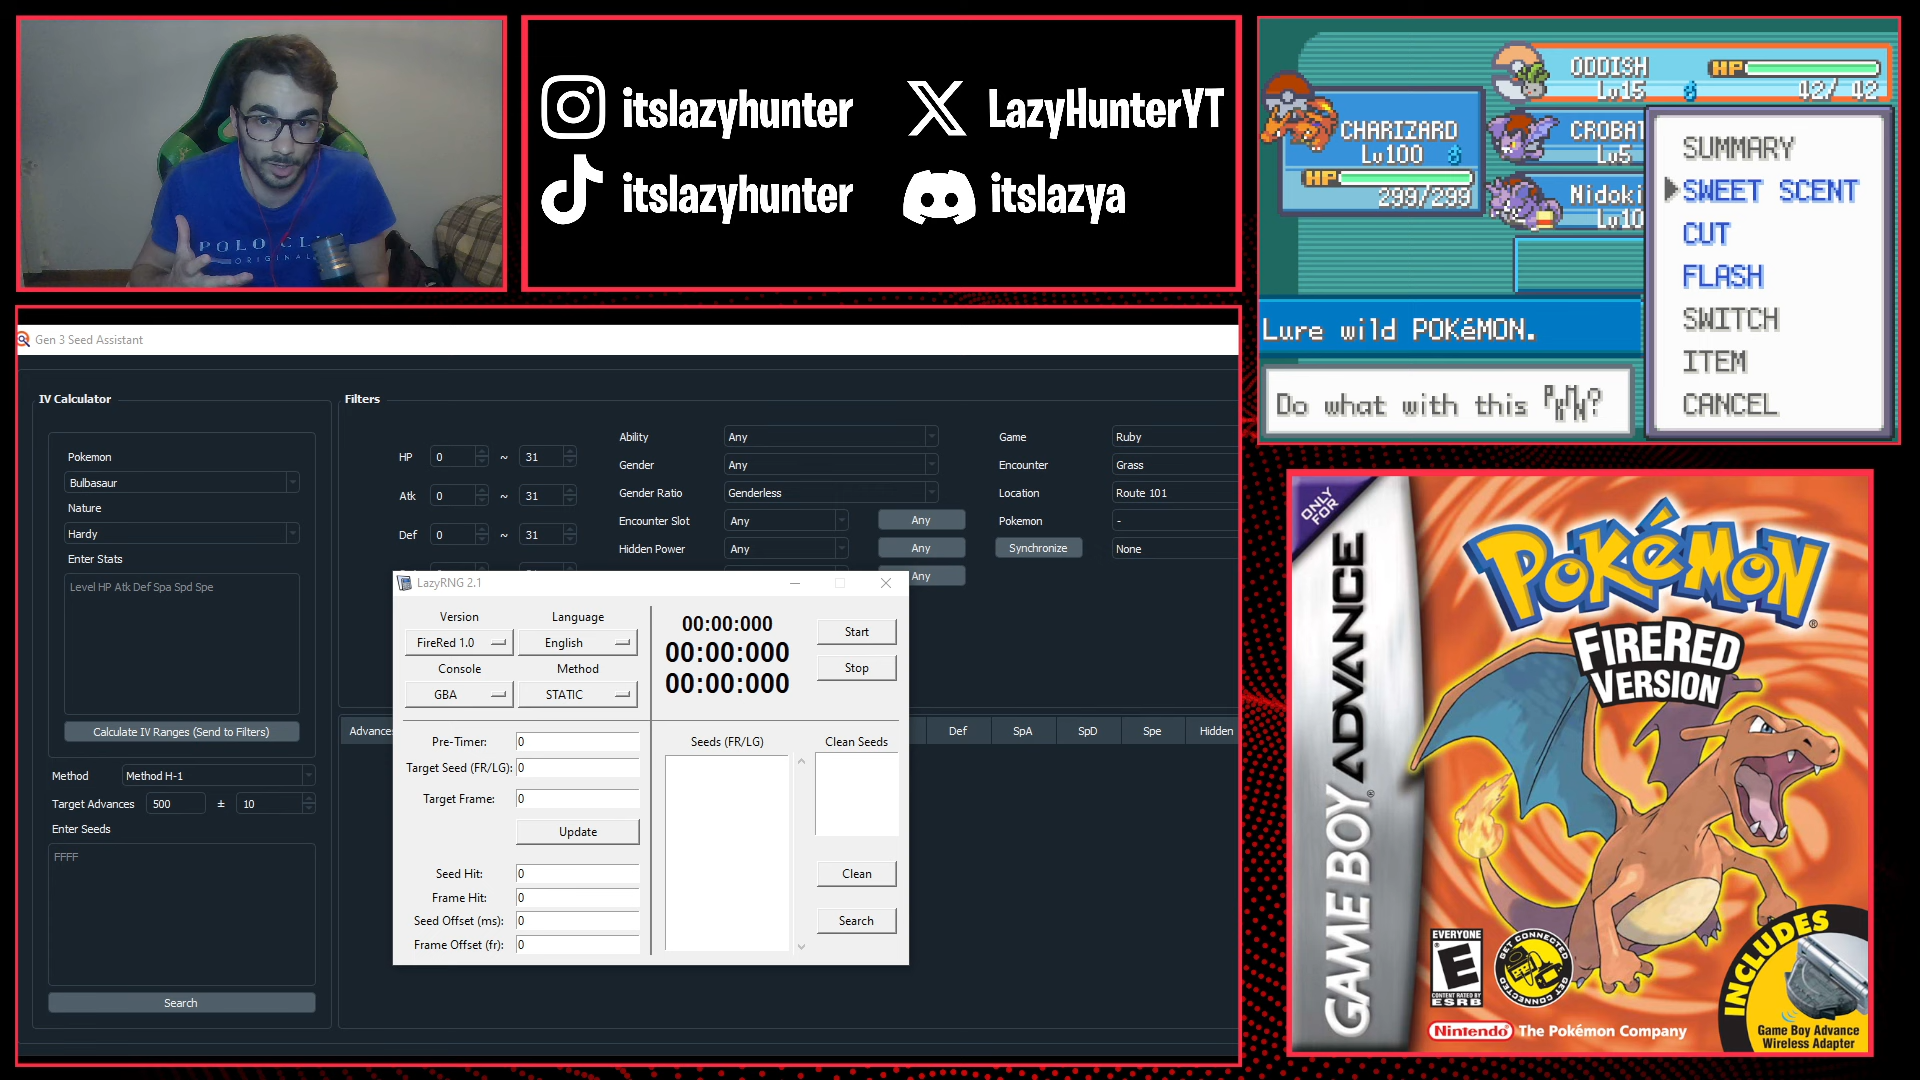 POLO CLUB
ORIGINAL
itslazyhunter
LazyHunterYT
itslazyhunter
itslazya
ODDISH
Lv15
HP
42/ 42
CHARIZARD
Lv100
HP
299/299
CROBAT
Lv5
Nidoki
Lv10
SUMMARY
SWEET SCENT
CUT
FLASH
SWITCH
ITEM
CANCEL
Lure wild POKéMON.
Do what with this PKMN?
Gen 3 Seed Assistant
IV Calculator
Pokemon
Bulbasaur
Nature
Hardy
Enter Stats
Level HP Atk Def Spa Spd Spe
Calculate IV Ranges (Send to Filters)
Method
Method H-1
Target Advances
500
±
10
Enter Seeds
FFFF
Search
Filters
HP
0
~
31
Atk
0
~
31
Def
0
~
31
Ability
Any
Gender
Any
Gender Ratio
Genderless
Encounter Slot
Any
Any
Hidden Power
Any
Any
Any
Game
Ruby
Encounter
Grass
Location
Route 101
Pokemon
-
Synchronize
None
Advance
Def
SpA
SpD
Spe
Hidden
LazyRNG 2.1
Version
Language
FireRed 1.0
English
Console
Method
GBA
STATIC
00:00:000
00:00:000
00:00:000
Start
Stop
Pre-Timer:
0
Target Seed (FR/LG):
0
Target Frame:
0
Update
Seed Hit:
0
Frame Hit:
0
Seed Offset (ms):
0
Frame Offset (fr):
0
Seeds (FR/LG)
Clean Seeds
Clean
Search
ONLY
FOR
GAME BOY ADVANCE
POKéMON
FIRERED
VERSION
EVERYONE
E
CONTENT RATED BY
ESRB
GET CONNECTED
GET CONNECTED
Nintendo
The Pokémon Company
INCLUDES
Game Boy Advance
Wireless Adapter